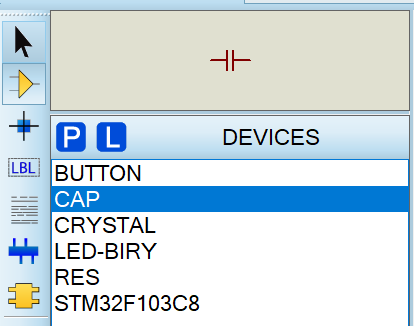 P L DEVICES
LBL
BUTTON
CAP
CRYSTAL
LED-BIRY
RES
STM32F103C8